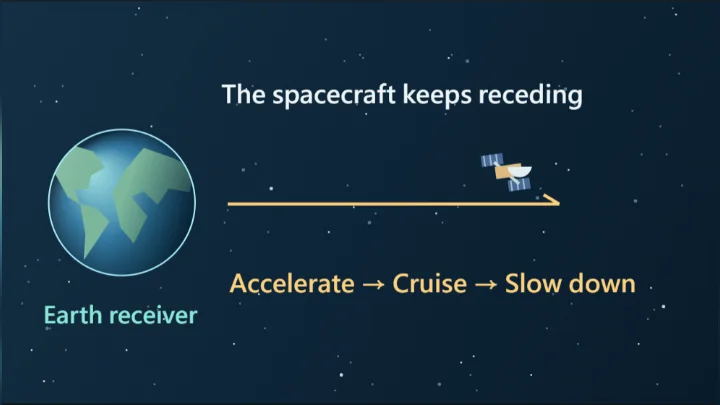 The spacecraft keeps receding
Accelerate → Cruise → Slow down
Earth receiver